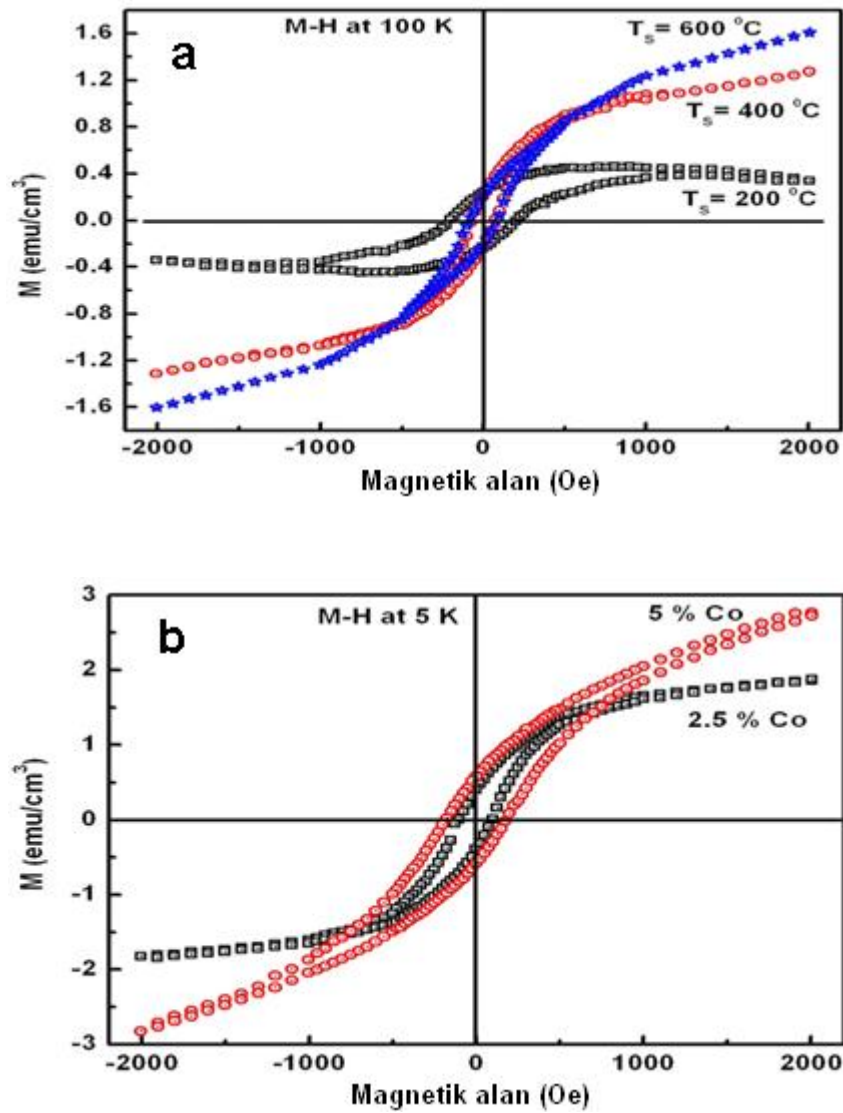 a
M-H at 100 K
Tₛ= 600 °C
Tₛ= 400 °C
Tₛ= 200 °C
M (emu/cm³)
1.6
1.2
0.8
0.4
0.0
-0.4
-0.8
-1.2
-1.6
-2000 -1000 0 1000 2000
Magnetik alan (Oe)
b
M-H at 5 K
5 % Co
2.5 % Co
M (emu/cm³)
3
2
1
0
-1
-2
-3
-2000 -1000 0 1000 2000
Magnetik alan (Oe)